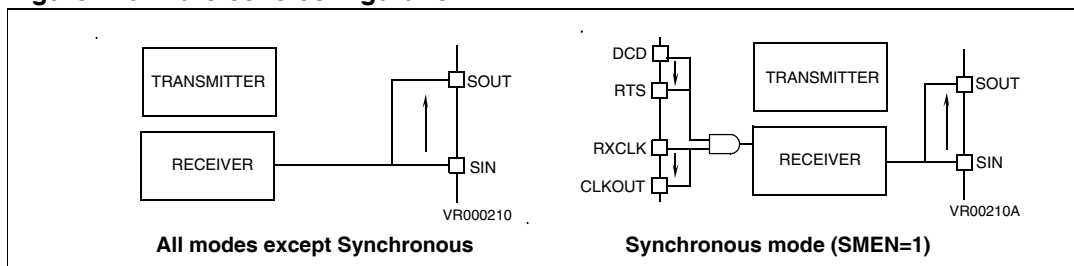 TRANSMITTER
SOUT
RECEIVER
SIN
VR000210
All modes except Synchronous
DCD
RTS
TRANSMITTER
SOUT
RXCLK
RECEIVER
SIN
CLKOUT
VR00210A
Synchronous mode (SMEN=1)